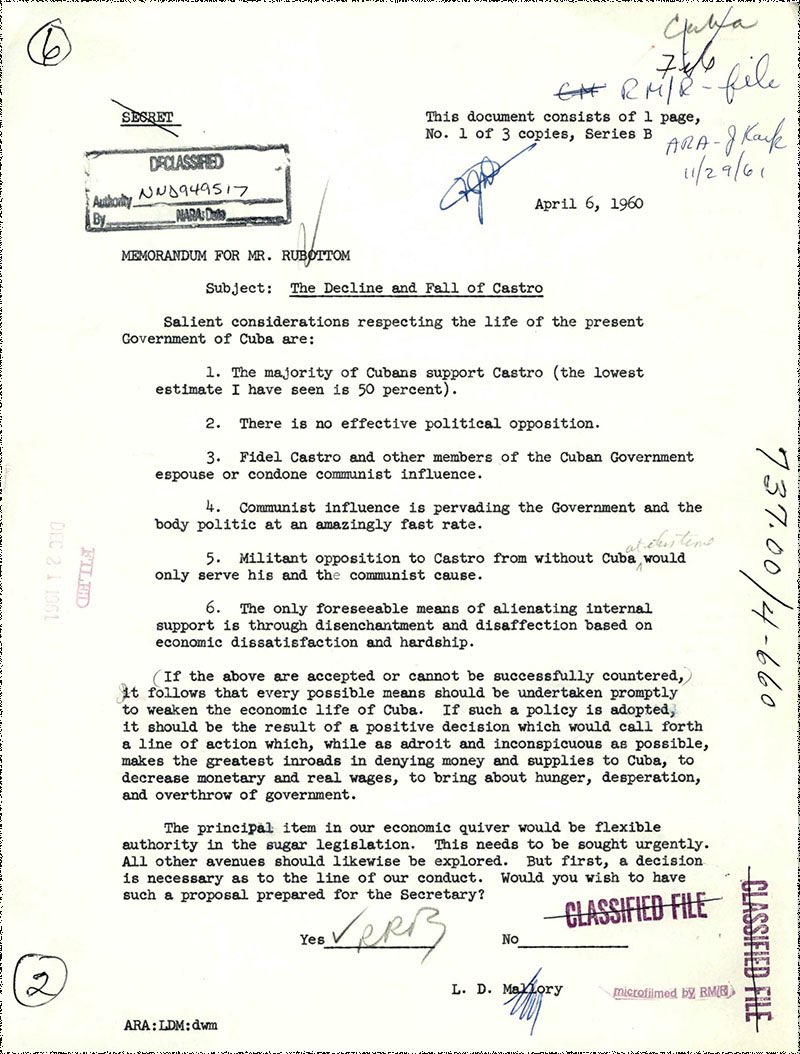 6
Cuba
7 y 6
CH RM/R - file
SECRET
This document consists of 1 page,
No. 1 of 3 copies, Series B
ARA - J Kark
11/29/61
DECLASSIFIED
Authority NND949517
By NARA: Date
April 6, 1960
MEMORANDUM FOR MR. RUBOTTOM
Subject: The Decline and Fall of Castro
Salient considerations respecting the life of the present
Government of Cuba are:
1. The majority of Cubans support Castro (the lowest
estimate I have seen is 50 percent).
2. There is no effective political opposition.
3. Fidel Castro and other members of the Cuban Government
espouse or condone communist influence.
4. Communist influence is pervading the Government and the
body politic at an amazingly fast rate.
at this time
5. Militant opposition to Castro from without Cuba would
only serve his and the communist cause.
6. The only foreseeable means of alienating internal
support is through disenchantment and disaffection based on
economic dissatisfaction and hardship.
(If the above are accepted or cannot be successfully countered,)
it follows that every possible means should be undertaken promptly
to weaken the economic life of Cuba. If such a policy is adopted,
it should be the result of a positive decision which would call forth
a line of action which, while as adroit and inconspicuous as possible,
makes the greatest inroads in denying money and supplies to Cuba, to
decrease monetary and real wages, to bring about hunger, desperation,
and overthrow of government.
The principal item in our economic quiver would be flexible
authority in the sugar legislation. This needs to be sought urgently.
All other avenues should likewise be explored. But first, a decision
is necessary as to the line of our conduct. Would you wish to have
such a proposal prepared for the Secretary?
CLASSIFIED FILE
Yes ✓ RRR No
L. D. Mallory
microfilmed by RM/R
2
ARA:LDM:dwm
FILED
DEC 21 1961
737.00/4-660
CLASSIFIED FILE